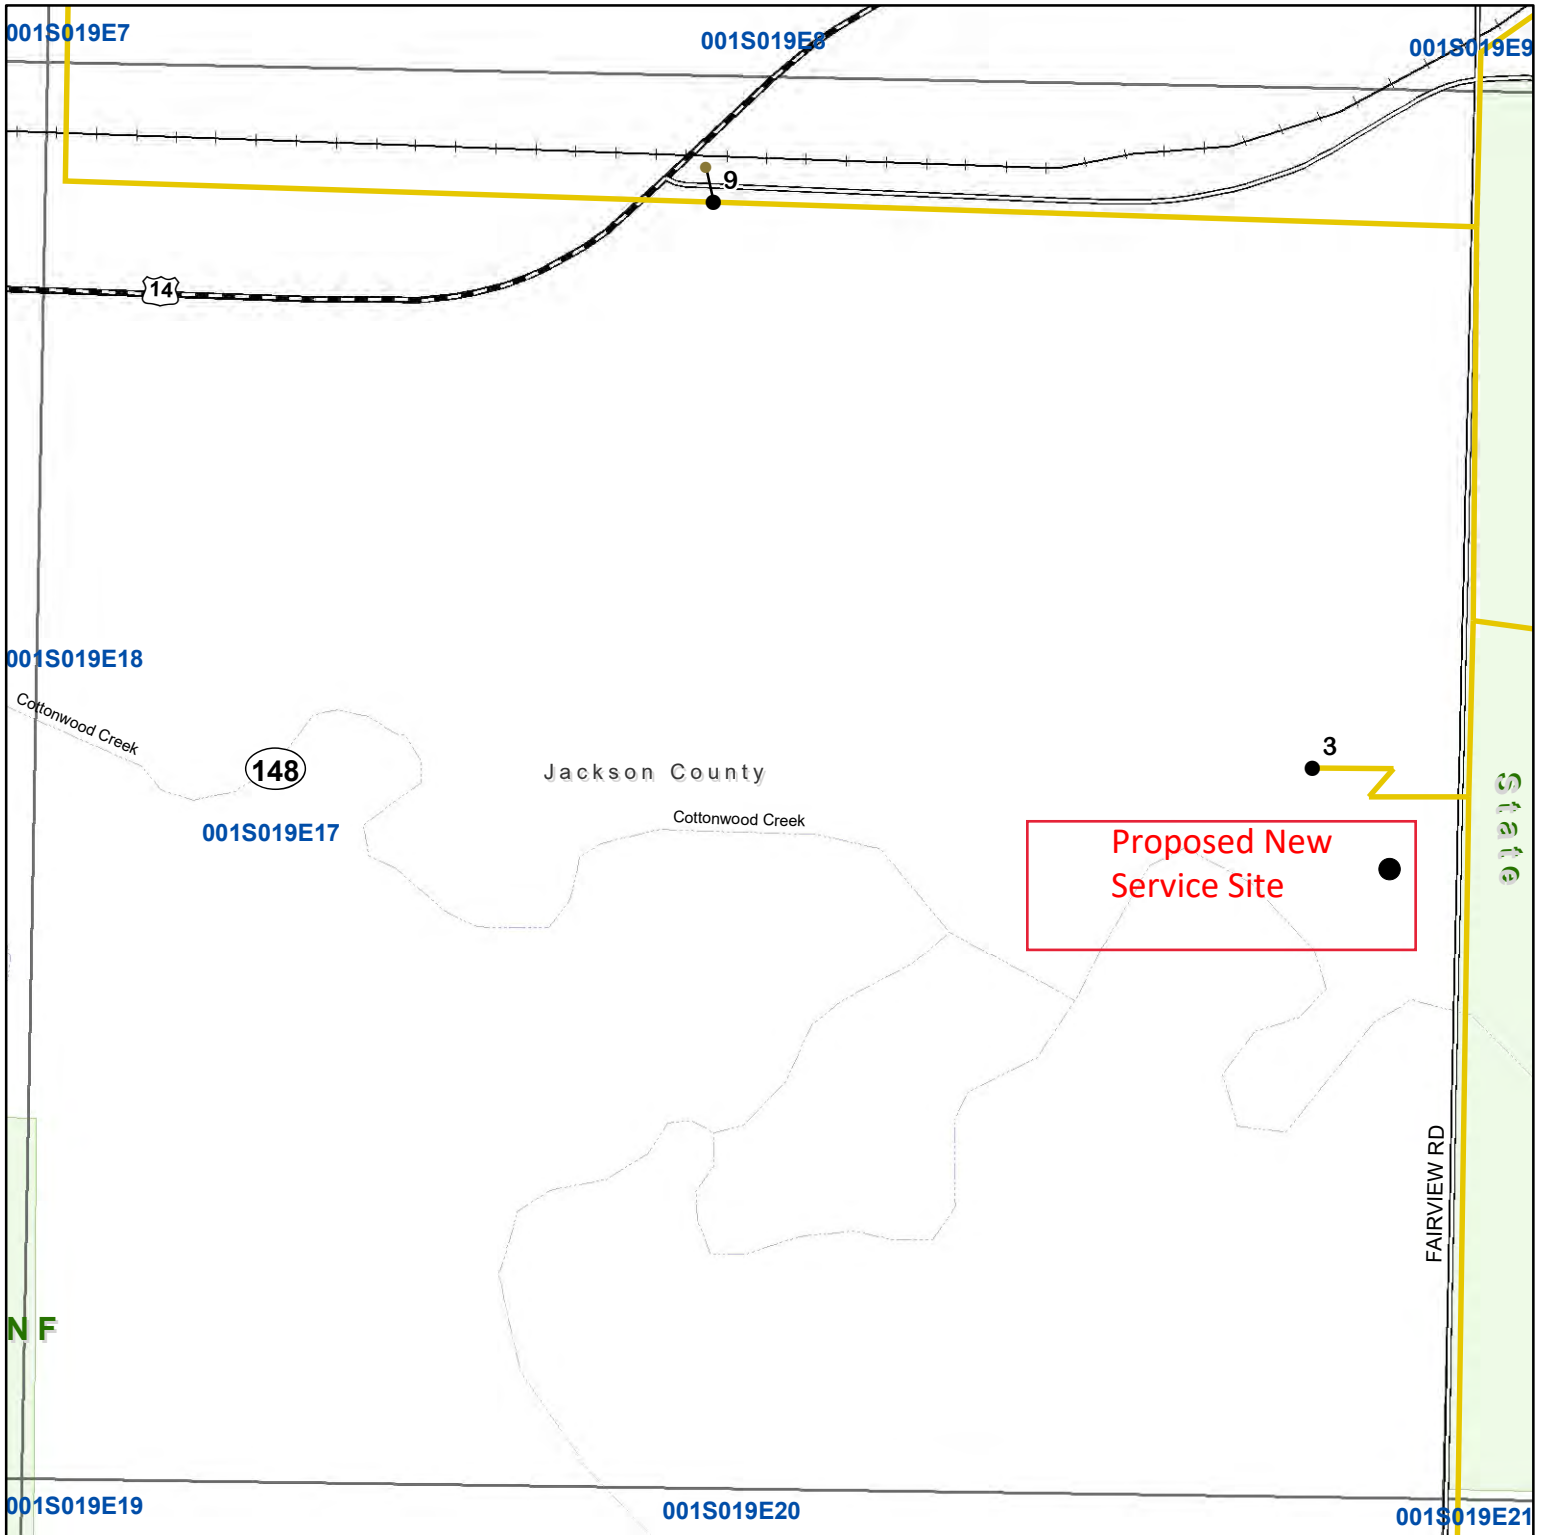 001S019E7
001S019E8
001S019E9
9
14
001S019E18
Cottonwood Creek
148
Jackson County
3
001S019E17
Cottonwood Creek
Proposed New
Service Site
State
FAIRVIEW RD
N F
001S019E19
001S019E20
001S019E21